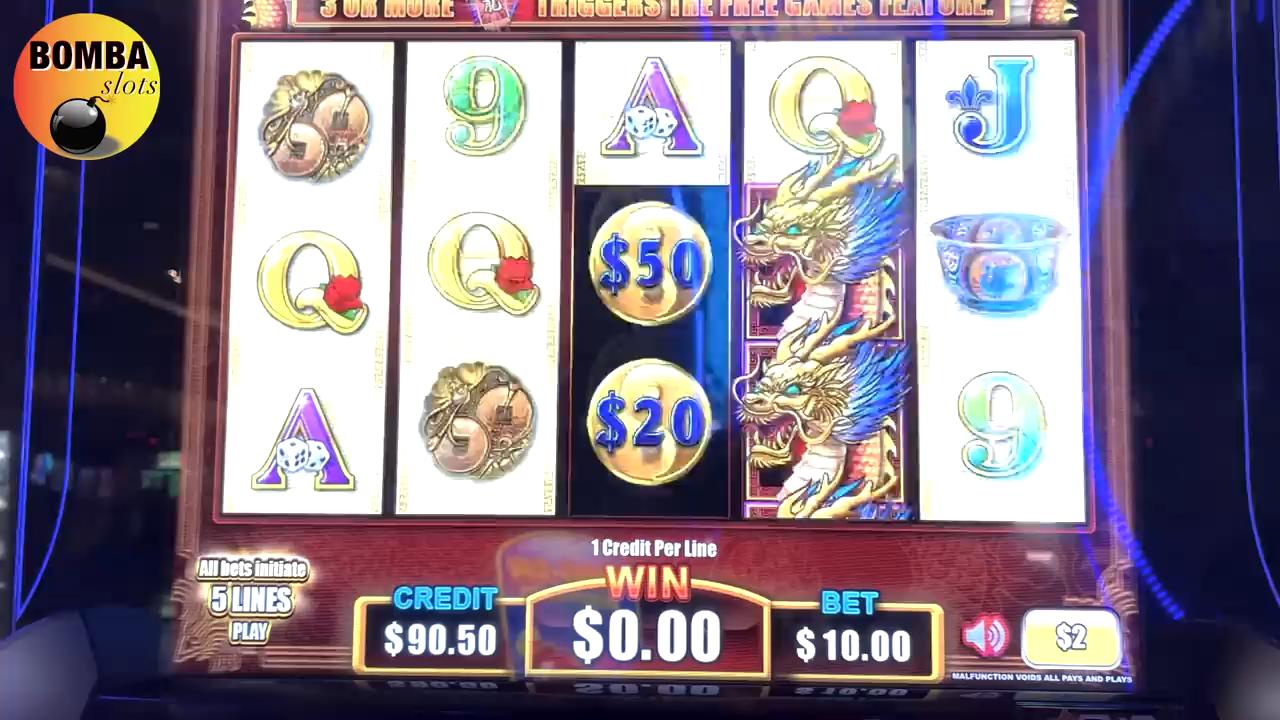 3 OR MORE TRIGGERS THE FREE GAMES FEATURE.
BOMBA
slots
9 A Q J
Q Q $50
A $20 9
1 Credit Per Line
All bets initiate
5 LINES
PLAY
CREDIT
$90.50
WIN
$0.00
BET
$10.00
$2
MALFUNCTION VOIDS ALL PAYS AND PLAYS